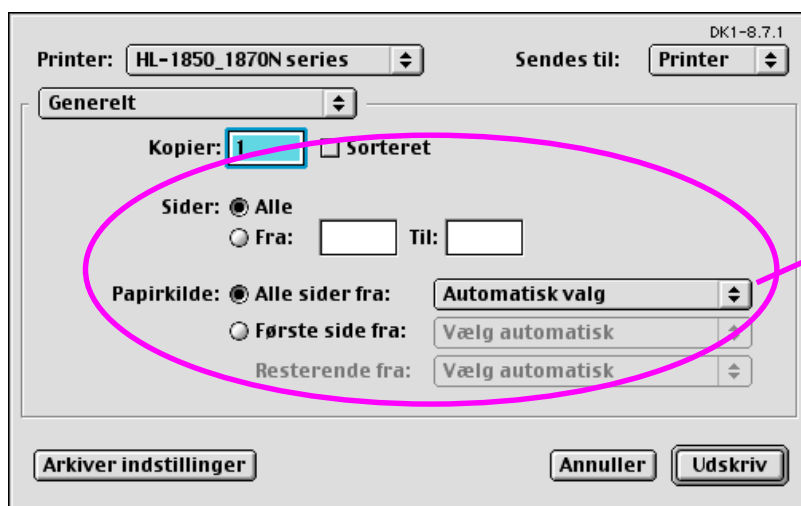 DK1-8.7.1
Printer: HL-1850_1870N series Sendes til: Printer
Generelt
Kopier: 1 Sorteret
Sider: Alle
Fra: Til:
Papirkilde: Alle sider fra: Automatisk valg
Første side fra: Vælg automatisk
Resterende fra: Vælg automatisk
Arkiver indstillinger Annuller Udskriv